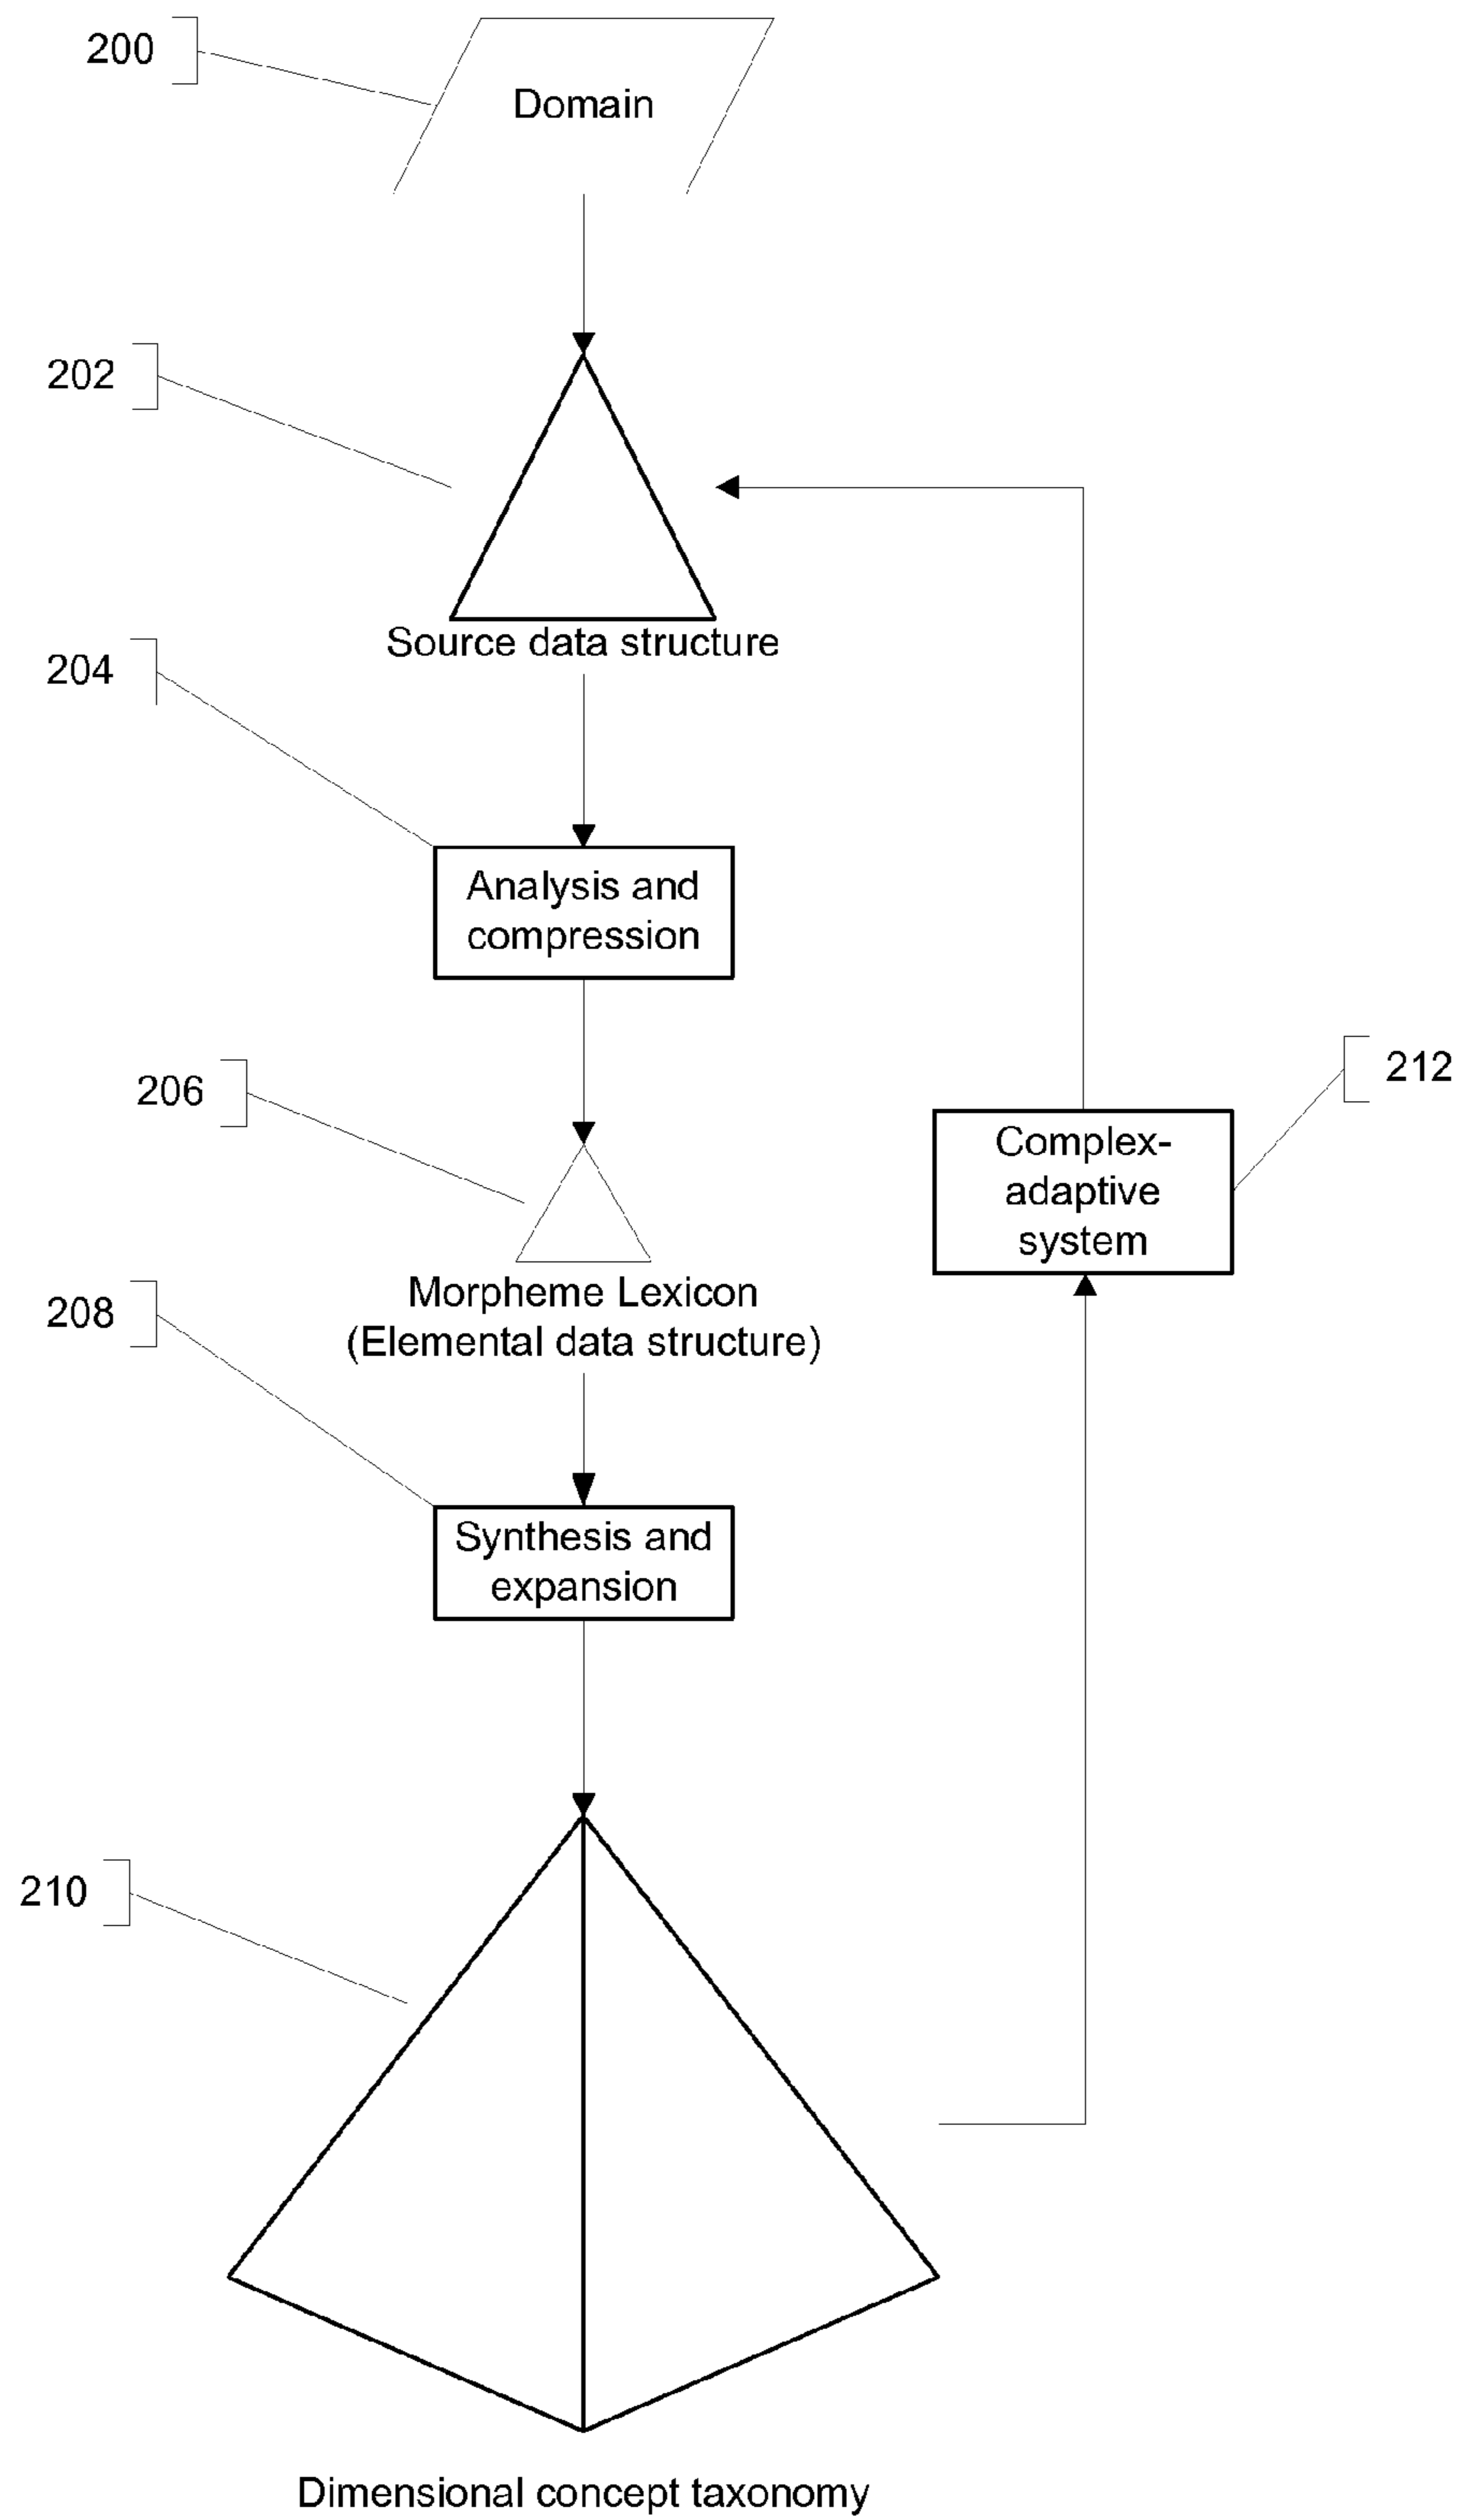 200
Domain
202
Source data structure
204
Analysis and
compression
206
212
Complex-
adaptive
system
Morpheme Lexicon
(Elemental data structure)
208
Synthesis and
expansion
210
Dimensional concept taxonomy